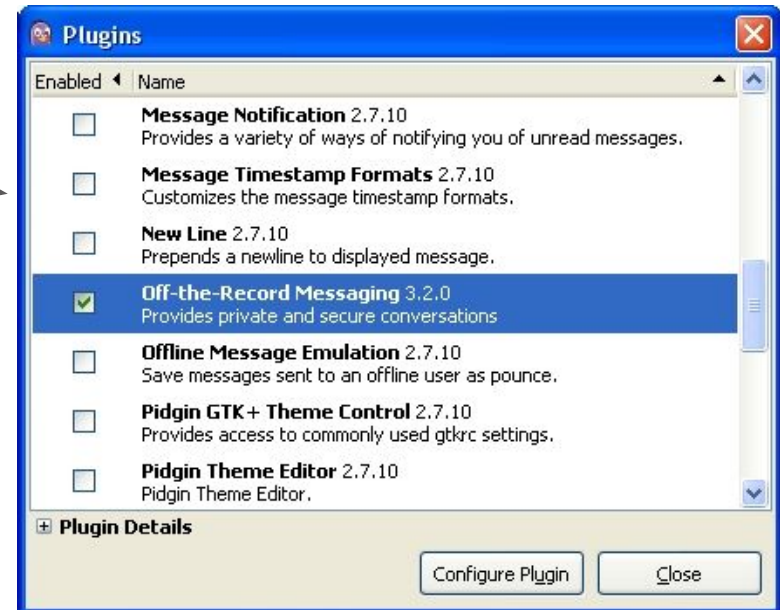 Plugins
Enabled Name
Message Notification 2.7.10
Provides a variety of ways of notifying you of unread messages.
Message Timestamp Formats 2.7.10
Customizes the message timestamp formats.
New Line 2.7.10
Prepends a newline to displayed message.
Off-the-Record Messaging 3.2.0
Provides private and secure conversations
Offline Message Emulation 2.7.10
Save messages sent to an offline user as pounce.
Pidgin GTK+ Theme Control 2.7.10
Provides access to commonly used gtkrc settings.
Pidgin Theme Editor 2.7.10
Pidgin Theme Editor.
Plugin Details
Configure Plugin Close